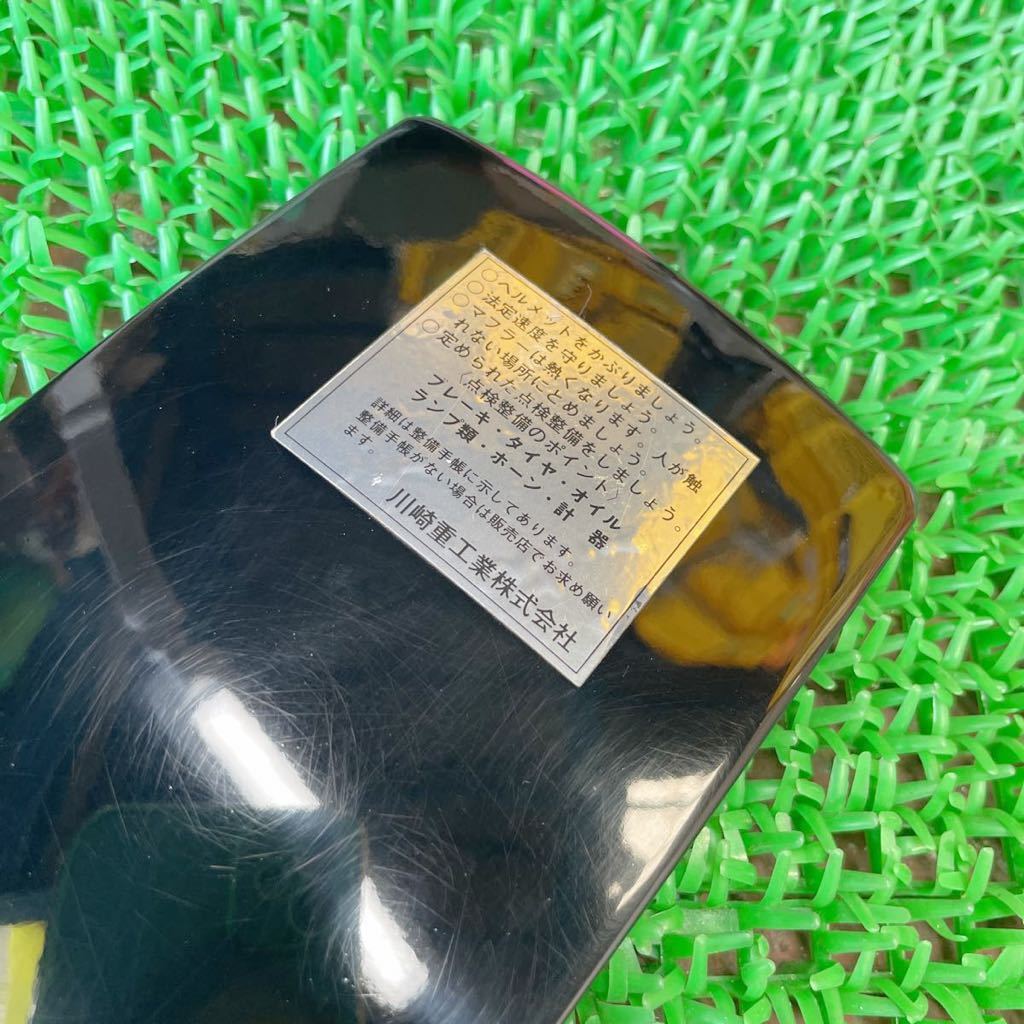 ○ヘルメットをかぶりましょう。
○法定速度を守りましょう。
○マフラーは熱くなります。人が触
れない場所にとめましょう。
○定められた点検整備をしましょう。
(点検整備のポイント)
ブレーキ・タイヤ・オイル
ランプ類・ホーン・計器
詳細は整備手帳に示してあります。
整備手帳がない場合は販売店でお求め願い
ます。
川崎重工業株式会社